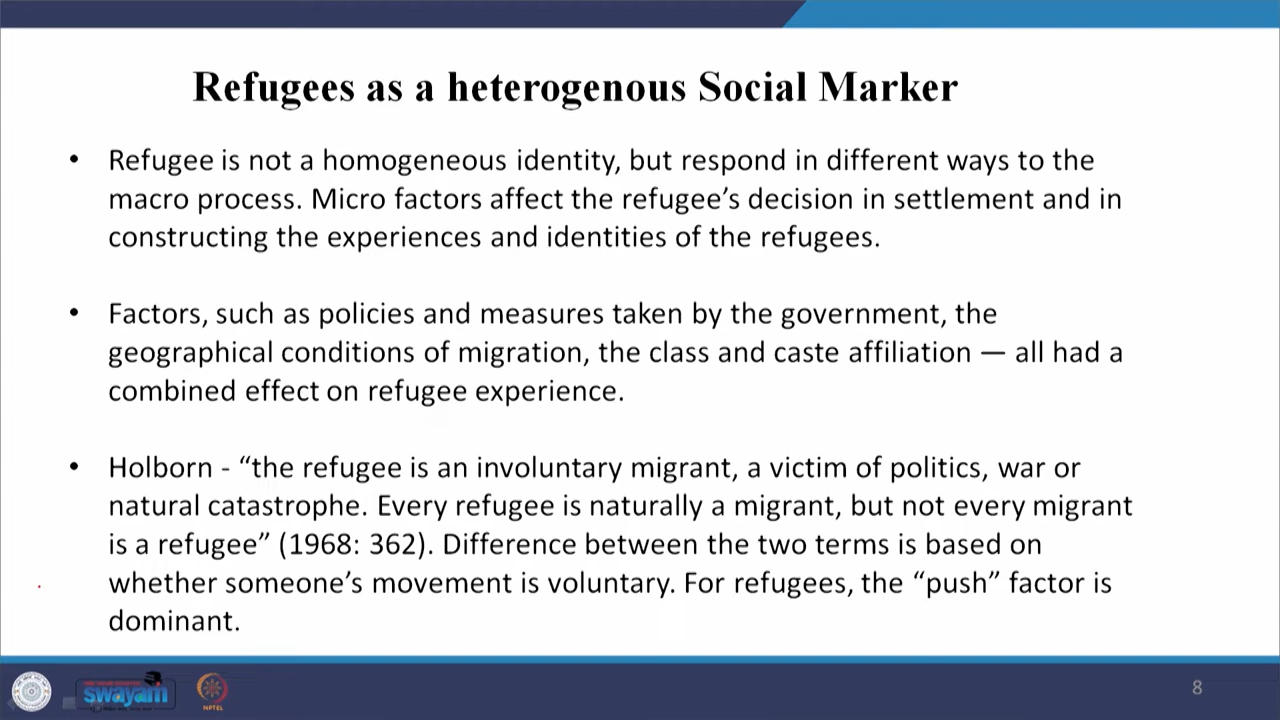 Refugees as a heterogenous Social Marker
• Refugee is not a homogeneous identity, but respond in different ways to the
macro process. Micro factors affect the refugee’s decision in settlement and in
constructing the experiences and identities of the refugees.
• Factors, such as policies and measures taken by the government, the
geographical conditions of migration, the class and caste affiliation — all had a
combined effect on refugee experience.
• Holborn - “the refugee is an involuntary migrant, a victim of politics, war or
natural catastrophe. Every refugee is naturally a migrant, but not every migrant
is a refugee” (1968: 362). Difference between the two terms is based on
whether someone’s movement is voluntary. For refugees, the “push” factor is
dominant.
swayam
NPTEL
8